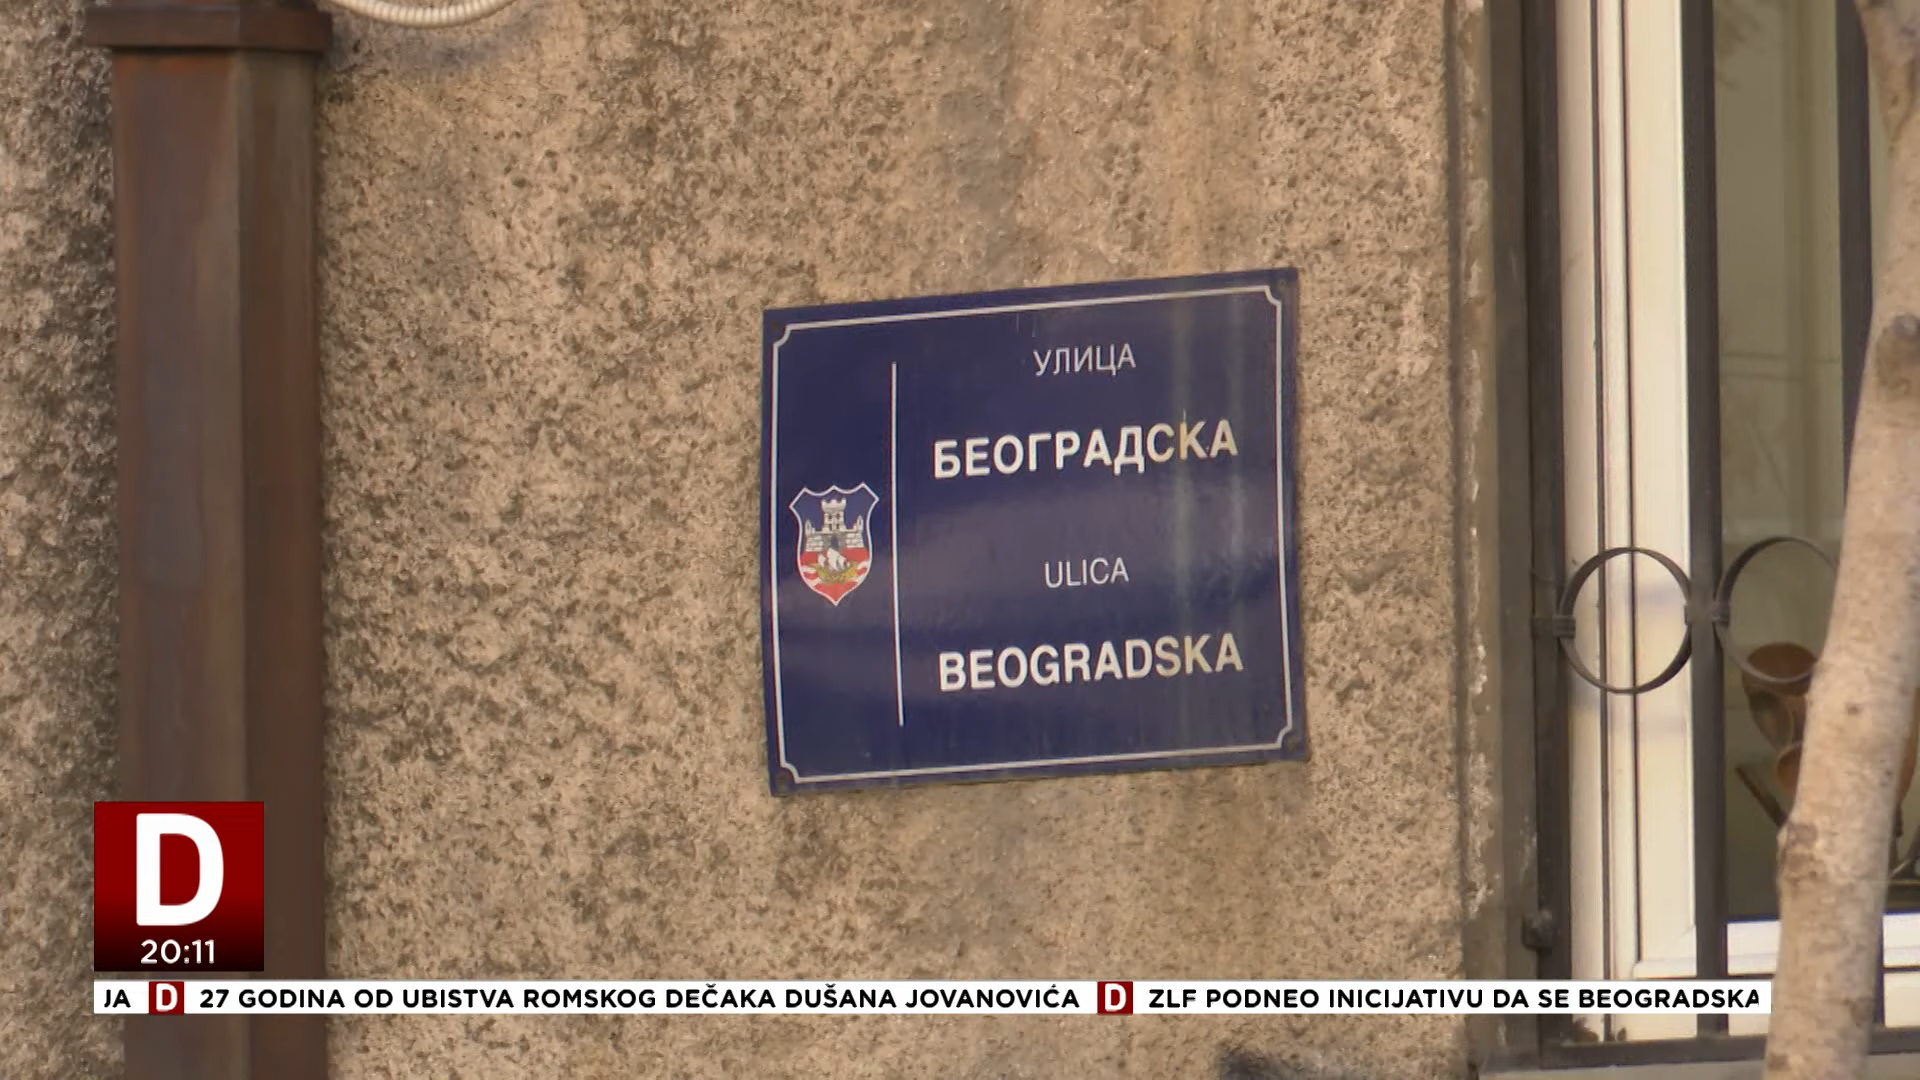 УЛИЦА
БЕОГРАДСКА
ULICA
BEOGRADSKA
D
20:11
JA D 27 GODINA OD UBISTVA ROMSKOG DEČAKA DUŠANA JOVANOVIĆA D ZLF PODNEO INICIJATIVU DA SE BEOGRADSKA